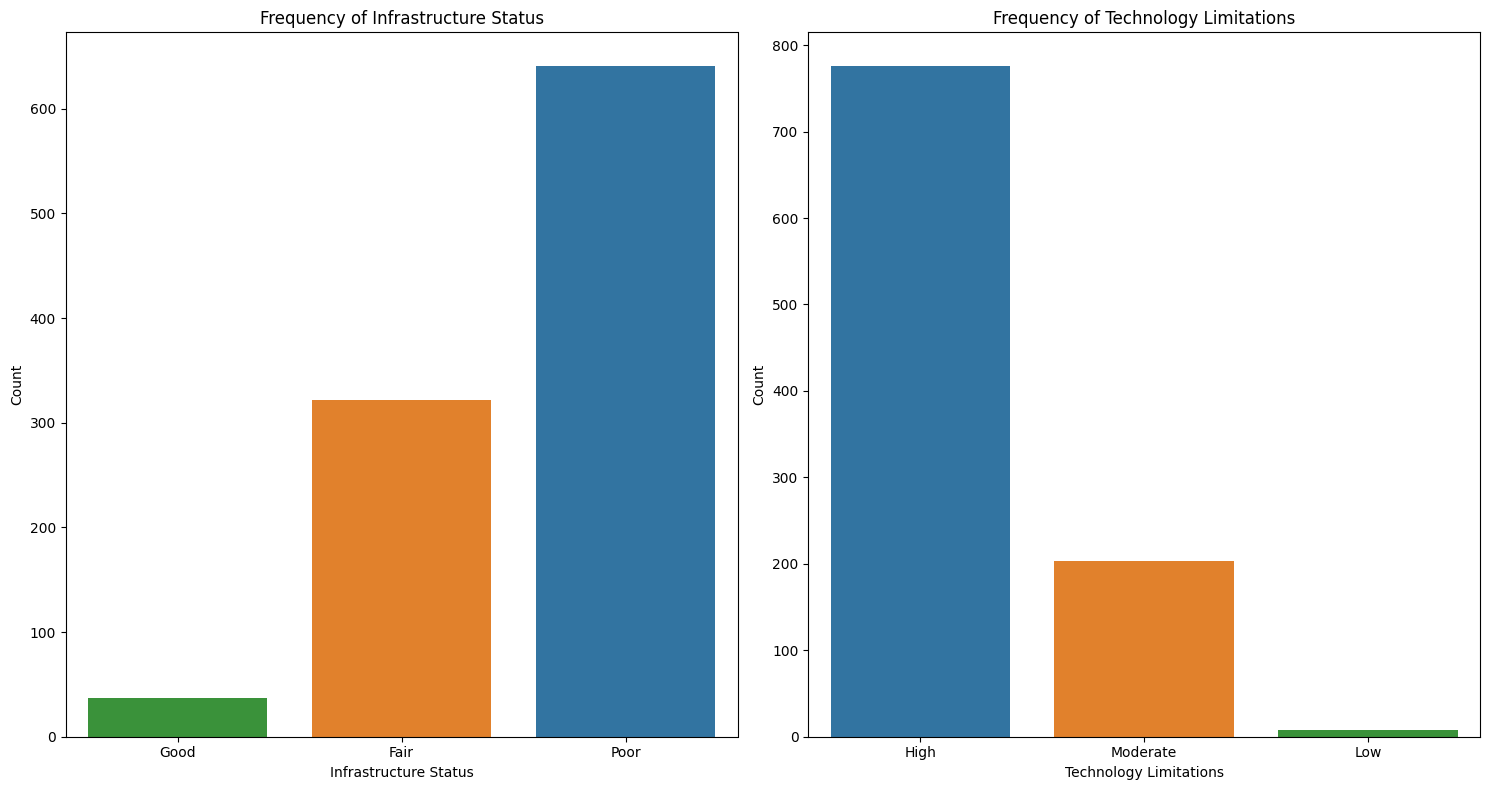 Frequency of Infrastructure Status
Count
600
500
400
300
200
100
0
Good Fair Poor
Infrastructure Status
Frequency of Technology Limitations
Count
800
700
600
500
400
300
200
100
0
High Moderate Low
Technology Limitations